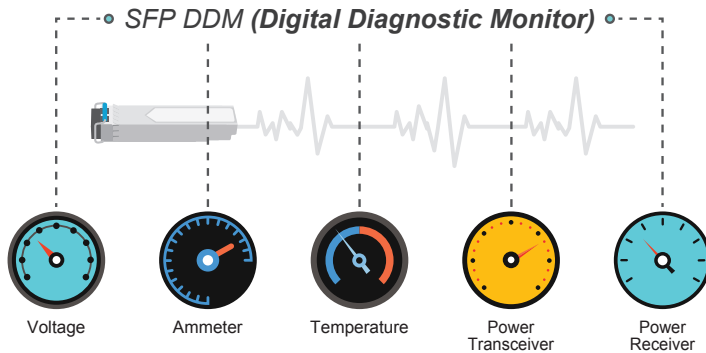 SFP DDM (Digital Diagnostic Monitor)
Voltage
Ammeter
Temperature
Power
Transceiver
Power
Receiver